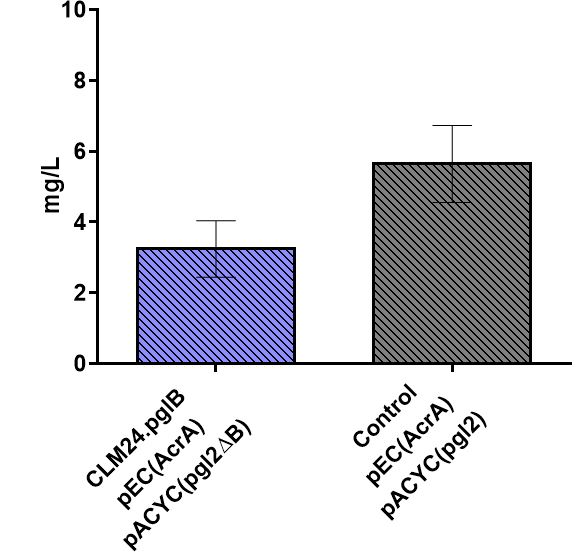 10
8
6
4
2
0
mg/L
CLM24.pglB
pEC(AcrA)
pACYC(pgl2ΔB)
Control
pEC(AcrA)
pACYC(pgl2)